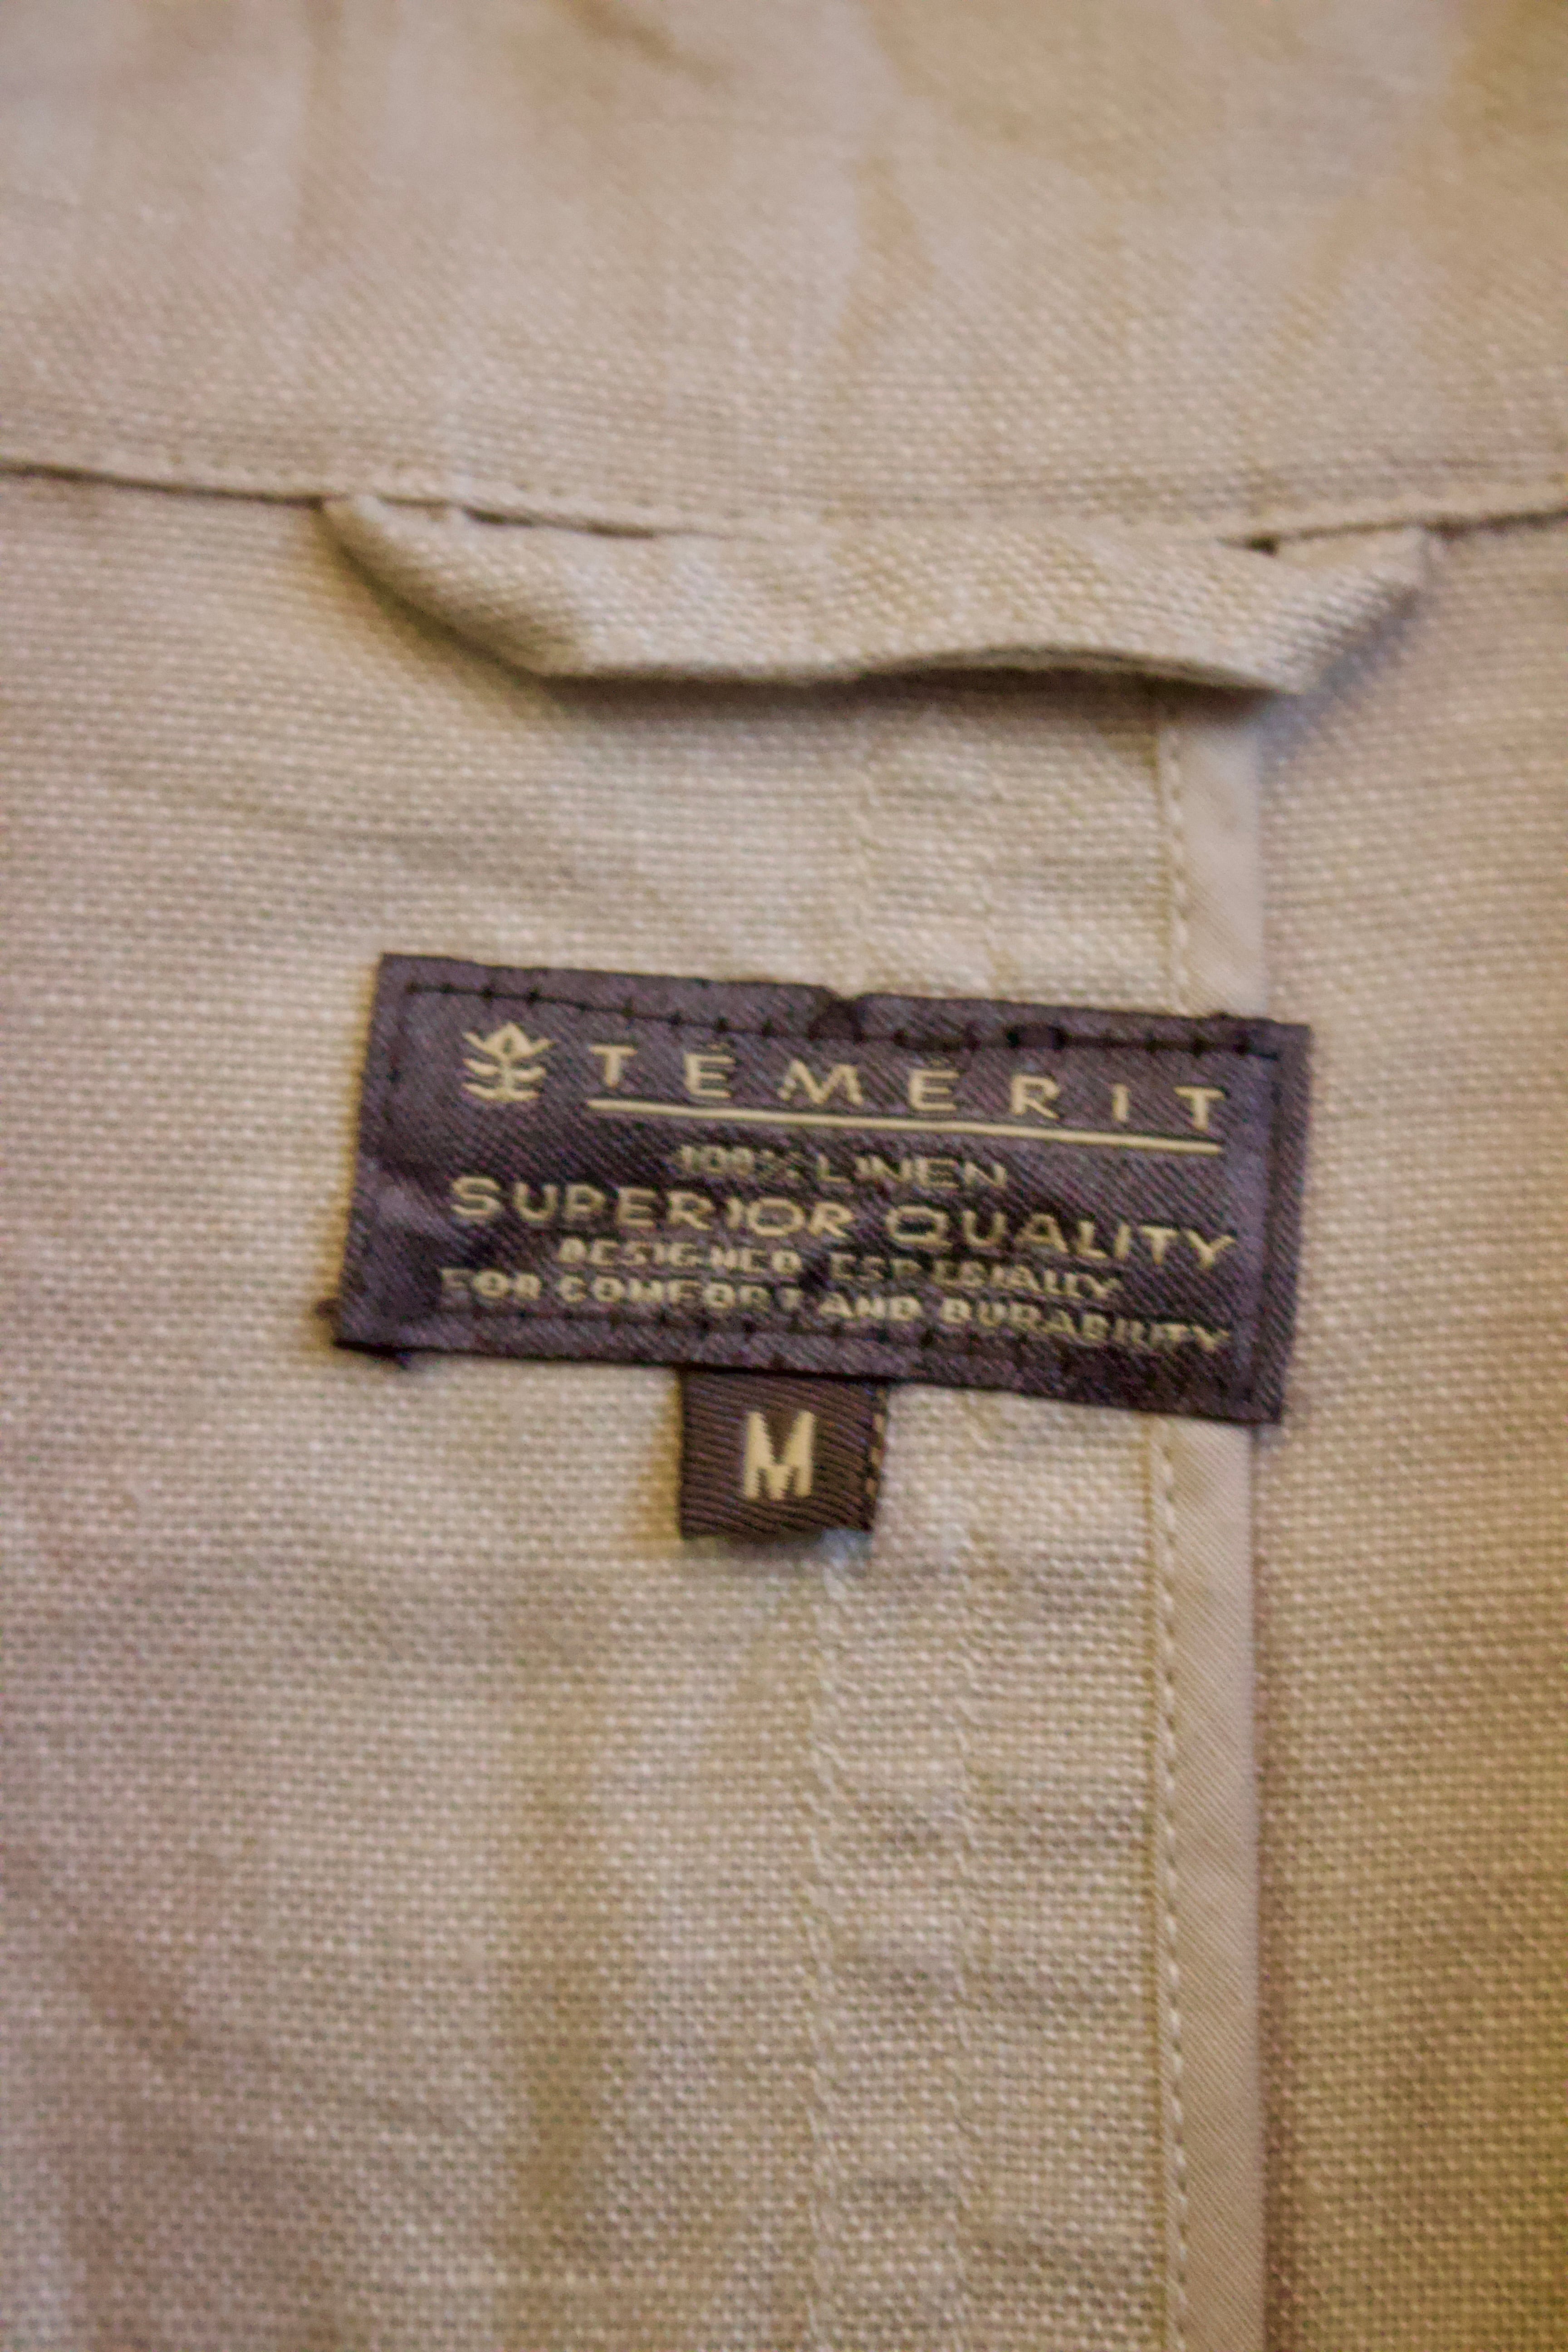 TÉMÉRIT
100% LINEN
SUPERIOR QUALITY
DESIGNED ESPECIALLY
FOR COMFORT AND DURABILITY
M